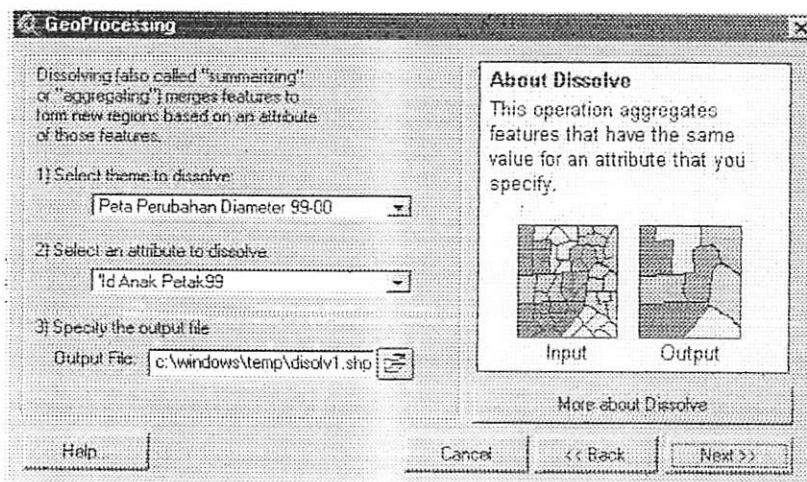 GeoProcessing
Dissolving (also called "summarizing"
or "aggregating") merges features to
form new regions based on an attribute
of those features.
1) Select theme to dissolve:
Peta Perubahan Diameter 99-00
2) Select an attribute to dissolve.
'Id Anak Petak99
3) Specify the output file
Output File: c:\windows\temp\disolv1.shp
About Dissolve
This operation aggregates
features that have the same
value for an attribute that you
specify.
Input Output
More about Dissolve
Help... Cancel << Back Next >>